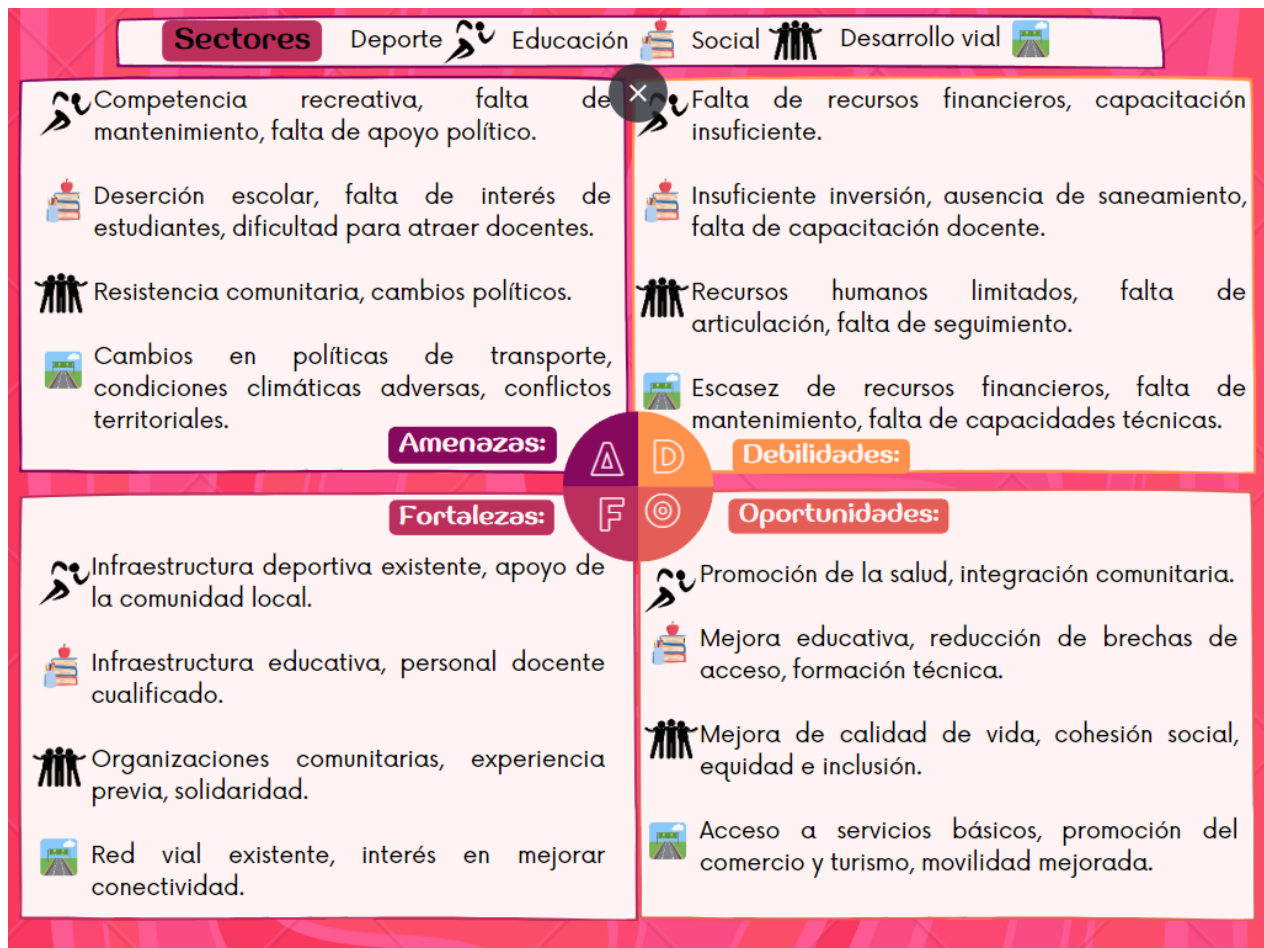 Sectores Deporte Educación Social Desarrollo vial
Competencia recreativa, falta de
mantenimiento, falta de apoyo político.
Deserción escolar, falta de interés de
estudiantes, dificultad para atraer docentes.
Resistencia comunitaria, cambios políticos.
Cambios en políticas de transporte,
condiciones climáticas adversas, conflictos
territoriales.
Amenazas:
Falta de recursos financieros, capacitación
insuficiente.
Insuficiente inversión, ausencia de saneamiento,
falta de capacitación docente.
Recursos humanos limitados, falta de
articulación, falta de seguimiento.
Escasez de recursos financieros, falta de
mantenimiento, falta de capacidades técnicas.
Debilidades:
A D
F O
Fortalezas:
Infraestructura deportiva existente, apoyo de
la comunidad local.
Infraestructura educativa, personal docente
cualificado.
Organizaciones comunitarias, experiencia
previa, solidaridad.
Red vial existente, interés en mejorar
conectividad.
Oportunidades:
Promoción de la salud, integración comunitaria.
Mejora educativa, reducción de brechas de
acceso, formación técnica.
Mejora de calidad de vida, cohesión social,
equidad e inclusión.
Acceso a servicios básicos, promoción del
comercio y turismo, movilidad mejorada.